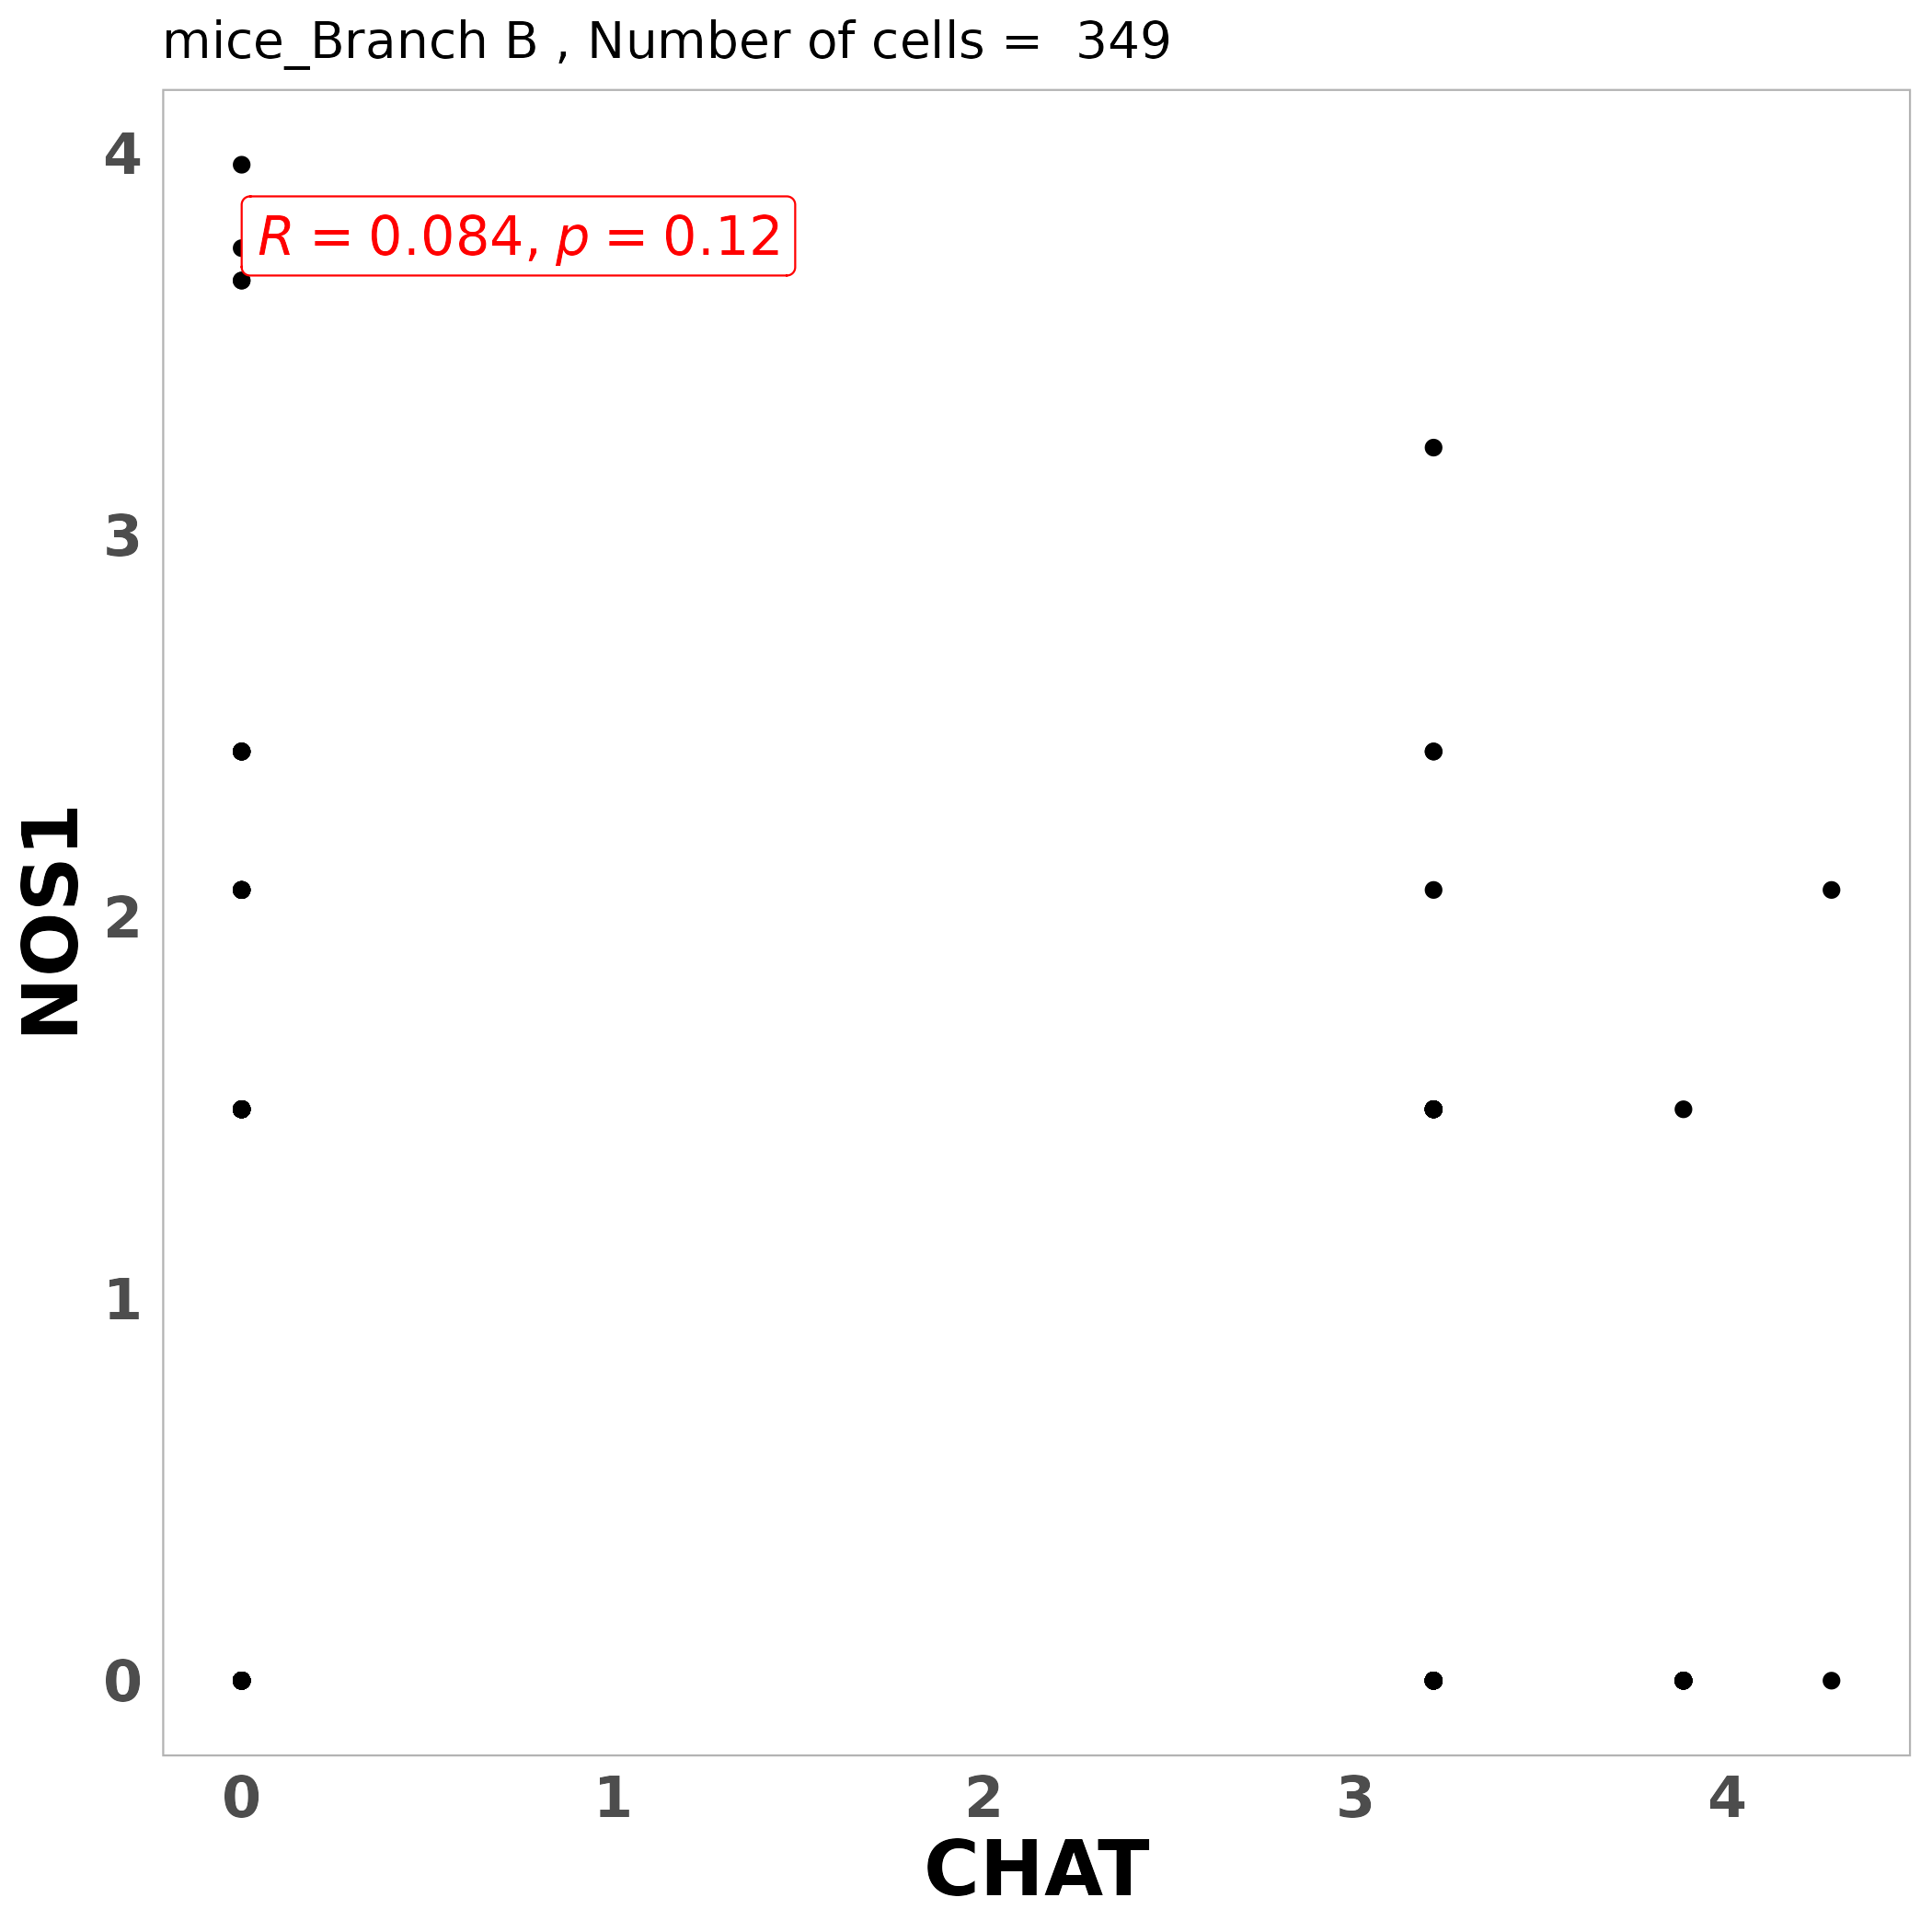 mice_Branch B , Number of cells =  349
4
R = 0.084, p = 0.12
3
2
1
0
NOS1
0 1 2 3 4
CHAT